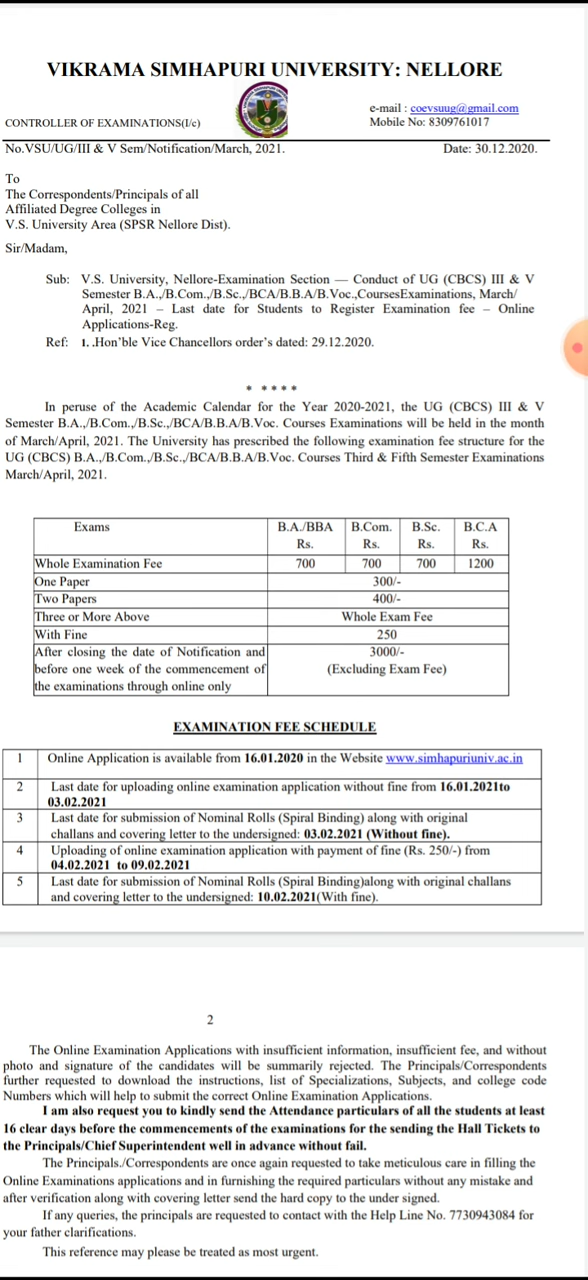 VIKRAMA SIMHAPURI UNIVERSITY: NELLORE
CONTROLLER OF EXAMINATIONS(I/c)
e-mail : coevsuug@gmail.com
Mobile No: 8309761017
No.VSU/UG/III & V Sem/Notification/March, 2021.
Date: 30.12.2020.
To
The Correspondents/Principals of all
Affiliated Degree Colleges in
V.S. University Area (SPSR Nellore Dist).
Sir/Madam,
Sub: V.S. University, Nellore-Examination Section — Conduct of UG (CBCS) III & V
Semester B.A./B.Com./B.Sc./BCA/B.B.A/B.Voc.,CoursesExaminations, March/
April, 2021 – Last date for Students to Register Examination fee – Online
Applications-Reg.
Ref: 1. .Hon'ble Vice Chancellors order's dated: 29.12.2020.
* * * * *
In peruse of the Academic Calendar for the Year 2020-2021, the UG (CBCS) III & V
Semester B.A./B.Com./B.Sc./BCA/B.B.A/B.Voc. Courses Examinations will be held in the month
of March/April, 2021. The University has prescribed the following examination fee structure for the
UG (CBCS) B.A./B.Com./B.Sc./BCA/B.B.A/B.Voc. Courses Third & Fifth Semester Examinations
March/April, 2021.
Exams B.A./BBA B.Com. B.Sc. B.C.A
Rs. Rs. Rs. Rs.
Whole Examination Fee 700 700 700 1200
One Paper 300/-
Two Papers 400/-
Three or More Above Whole Exam Fee
With Fine 250
After closing the date of Notification and 3000/-
before one week of the commencement of (Excluding Exam Fee)
the examinations through online only
EXAMINATION FEE SCHEDULE
1 Online Application is available from 16.01.2020 in the Website www.simhapuriuniv.ac.in
2 Last date for uploading online examination application without fine from 16.01.2021to
03.02.2021
3 Last date for submission of Nominal Rolls (Spiral Binding) along with original
challans and covering letter to the undersigned: 03.02.2021 (Without fine).
4 Uploading of online examination application with payment of fine (Rs. 250/-) from
04.02.2021 to 09.02.2021
5 Last date for submission of Nominal Rolls (Spiral Binding)along with original challans
and covering letter to the undersigned: 10.02.2021(With fine).
2
The Online Examination Applications with insufficient information, insufficient fee, and without
photo and signature of the candidates will be summarily rejected. The Principals/Correspondents
further requested to download the instructions, list of Specializations, Subjects, and college code
Numbers which will help to submit the correct Online Examination Applications.
I am also request you to kindly send the Attendance particulars of all the students at least
16 clear days before the commencements of the examinations for the sending the Hall Tickets to
the Principals/Chief Superintendent well in advance without fail.
The Principals./Correspondents are once again requested to take meticulous care in filling the
Online Examinations applications and in furnishing the required particulars without any mistake and
after verification along with covering letter send the hard copy to the under signed.
If any queries, the principals are requested to contact with the Help Line No. 7730943084 for
your father clarifications.
This reference may please be treated as most urgent.